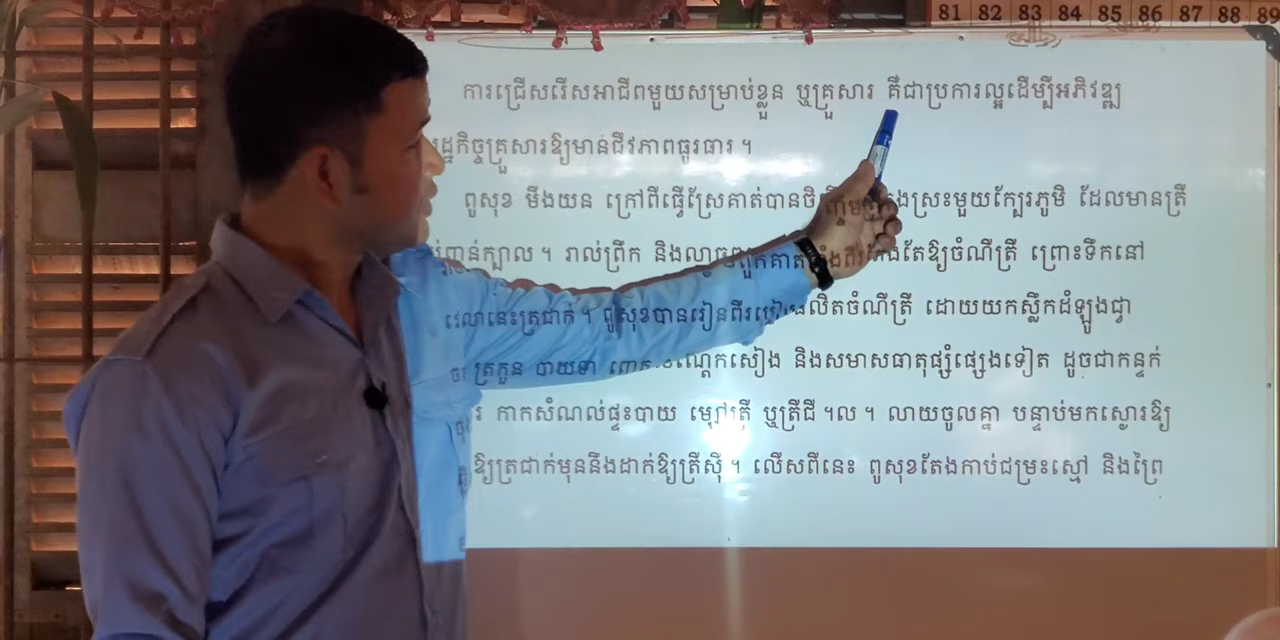 81 82 83 84 85 86 87 88 89
ការជ្រើសរើសអាជីពមួយសម្រាប់ខ្លួន ឬគ្រួសារ គឺជាប្រការល្អដើម្បីអភិវឌ្ឍ
រដ្ឋកិច្ចគ្រួសារឱ្យមាន់ជីវភាពធូរធារ ។
ពូសុខ មីងយន ក្រៅពីធ្វើស្រែគាត់បានចិញ្ចឹម ស្រះមួយក្បែរភូមិ ដែលមានត្រី
ក្បាល ។ រាល់ព្រឹក និងល្ងាច ពួកគាត់ តែងតែឱ្យចំណីត្រី ព្រោះទឹកនៅ
វេលានេះត្រជាក់ ។ ពូសុខបានរៀនពីរបៀបផលិតចំណីត្រី ដោយយកស្លឹកដំឡូងជ្វា
ត្រកួន បាយទា ពោត សណ្ដែកសៀង និងសមាសធាតុផ្សំផ្សេងទៀត ដូចជាកន្ទក់
កាកសំណល់ផ្ទះបាយ ម្សៅត្រី ឬត្រីជី ។ល ។ លាយចូលគ្នា បន្ទាប់មកស្ងោរឱ្យ
ឱ្យត្រជាក់មុននឹងដាក់ឱ្យត្រីស៊ី ។ លើសពីនេះ ពូសុខតែងកាប់ជម្រះស្មៅ និងព្រៃ